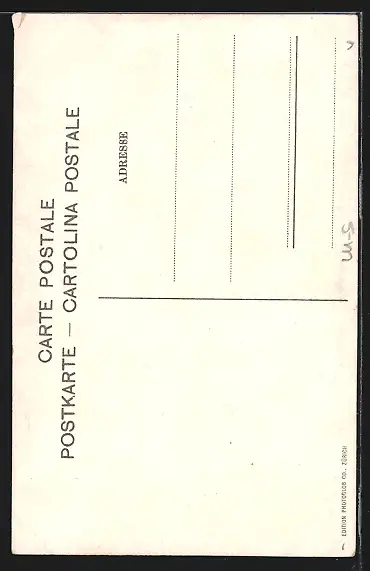 CARTE POSTALE
POSTKARTE — CARTOLINA POSTALE
ADRESSE
EDITION PHOTOGLOB CO., ZÜRICH